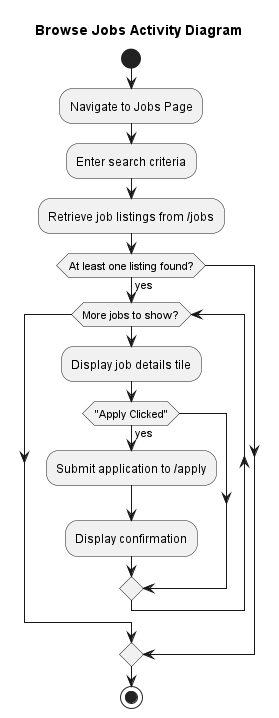 Browse Jobs Activity Diagram
Navigate to Jobs Page
Enter search criteria
Retrieve job listings from /jobs
At least one listing found?
yes
More jobs to show?
Display job details tile
"Apply Clicked"
yes
Submit application to /apply
Display confirmation